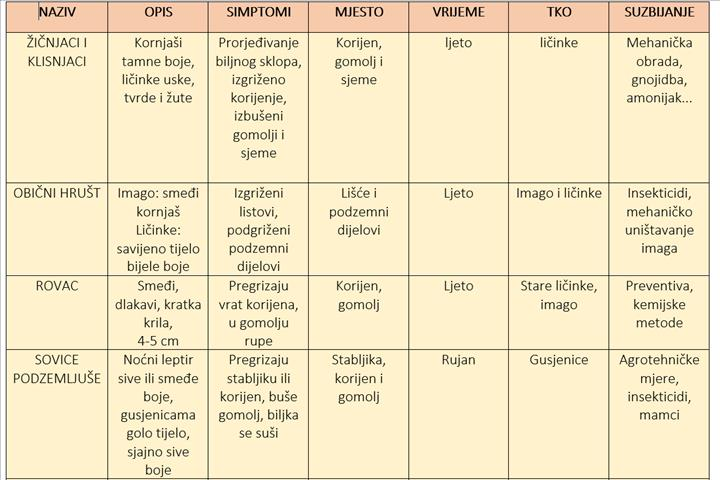 NAZIV
OPIS
SIMPTOMI
MJESTO
VRIJEME
TKO
SUZBIJANJE
ŽIČNJACI I
KLISNJACI
Kornjaši
tamne boje,
ličinke uske,
tvrde i žute
Prorjeđivanje
biljnog sklopa,
izgriženo
korijenje,
izbušeni
gomolji i
sjeme
Korijen,
gomolj i
sjeme
ljeto
ličinke
Mehanička
obrada,
gnojidba,
amonijak...
OBIČNI HRUŠT
Imago: smeđi
kornjaš
Ličinke:
savijeno tijelo
bijele boje
Izgriženi
listovi,
podgriženi
podzemni
dijelovi
Lišće i
podzemni
dijelovi
Ljeto
Imago i ličinke
Insekticidi,
mehaničko
uništavanje
imaga
ROVAC
Smeđi,
dlakavi, kratka
krila,
4-5 cm
Pregrizaju
vrat korijena,
u gomolju
rupe
Korijen,
gomolj
Ljeto
Stare ličinke,
imago
Preventiva,
kemijske
metode
SOVICE
PODZEMLJUŠE
Noćni leptir
sive ili smeđe
boje,
gusjenicama
golo tijelo,
sjajno sive
boje
Pregrizaju
stabljiku ili
korijen, buše
gomolj, biljka
se suši
Stabljika,
korijen i
gomolj
Rujan
Gusjenice
Agrotehničke
mjere,
insekticidi,
mamci